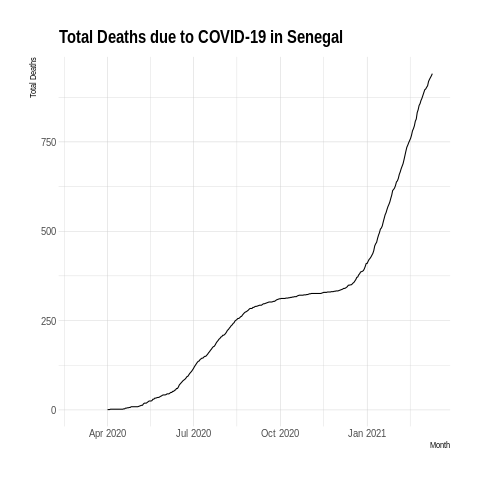 Total Deaths due to COVID-19 in Senegal
Total Deaths
750
500
250
0
Apr 2020 Jul 2020 Oct 2020 Jan 2021
Month